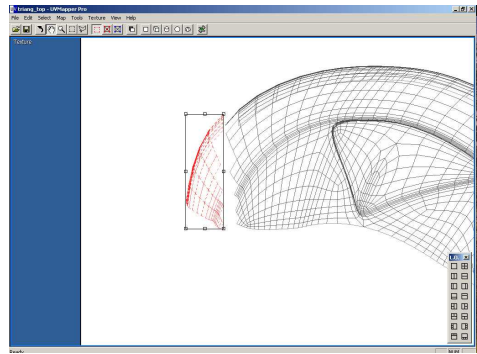 triang_top - UVMapper Pro
File Edit Select Map Tools Texture View Help
Texture
Ready